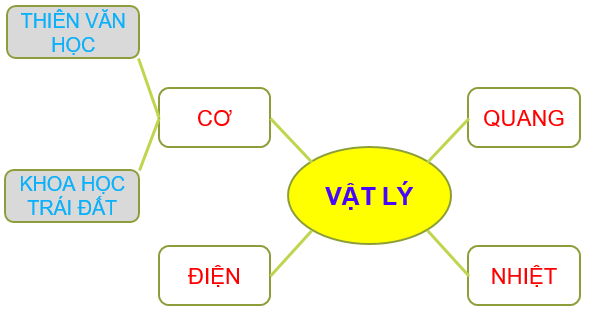 THIÊN VĂN
HỌC
CƠ
QUANG
KHOA HỌC
TRÁI ĐẤT
VẬT LÝ
ĐIỆN
NHIỆT